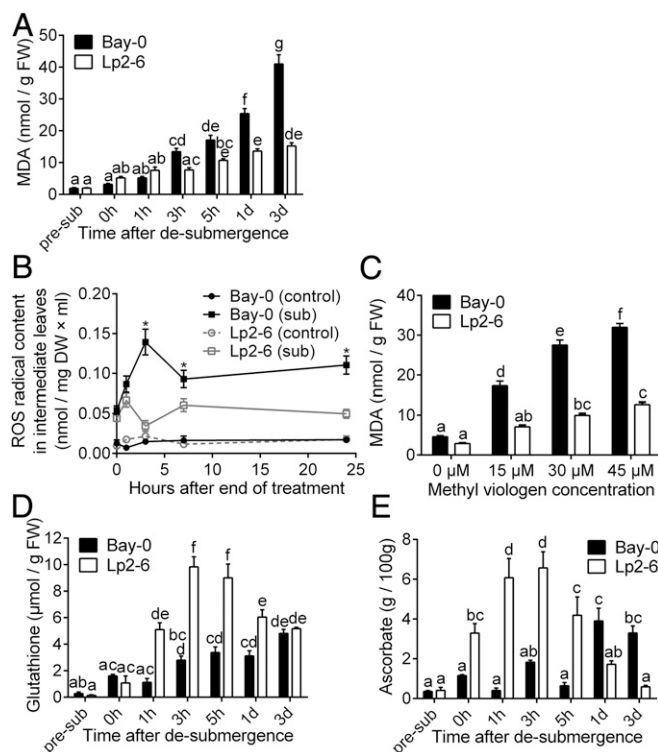 A
Bay-0
Lp2-6
MDA (nmol / g FW)
50
40
30
20
10
0
a a a ab ab ab cd ac de bc e f e g de
pre-sub 0h 1h 3h 5h 1d 3d
Time after de-submergence
B
Bay-0 (control)
Bay-0 (sub)
Lp2-6 (control)
Lp2-6 (sub)
ROS radical content
in intermediate leaves
(nmol / mg DW × ml)
0.20
0.15
0.10
0.05
0.00
* * *
0 5 10 15 20 25
Hours after end of treatment
C
Bay-0
Lp2-6
MDA (nmol / g FW)
40
30
20
10
0
a a d ab e bc f c
0 µM 15 µM 30 µM 45 µM
Methyl viologen concentration
D
Bay-0
Lp2-6
Glutathione (µmol / g FW)
12
10
8
6
4
2
0
ab a ac ac ac de bc d f cd f cd e de de
pre-sub 0h 1h 3h 5h 1d 3d
Time after de-submergence
E
Bay-0
Lp2-6
Ascorbate (g / 100g)
8
6
4
2
0
a a a bc a d ab d a c c ab bc a
pre-sub 0h 1h 3h 5h 1d 3d
Time after de-submergence